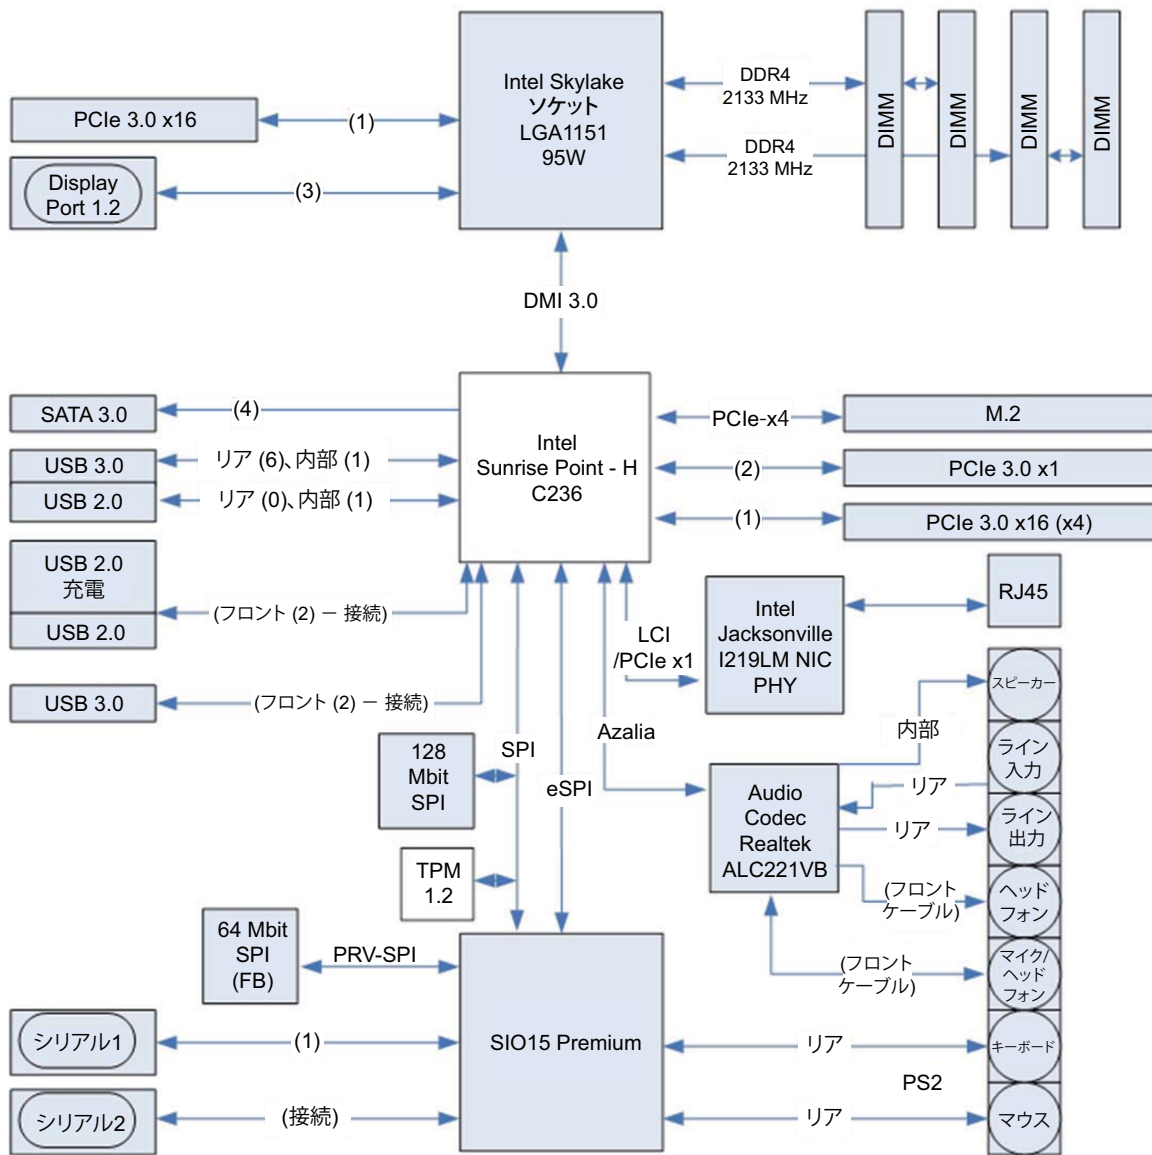 Intel Skylake
ソケット
LGA1151
95W
DDR4
2133 MHz
DDR4
2133 MHz
DIMM
DIMM
DIMM
DIMM
PCIe 3.0 x16
(1)
Display
Port 1.2
(3)
DMI 3.0
SATA 3.0
(4)
USB 3.0
リア (6)、内部 (1)
USB 2.0
リア (0)、内部 (1)
USB 2.0
充電
USB 2.0
(フロント (2) － 接続)
USB 3.0
(フロント (2) － 接続)
Intel
Sunrise Point - H
C236
PCIe-x4
M.2
(2)
PCIe 3.0 x1
(1)
PCIe 3.0 x16 (x4)
LCI
/PCIe x1
Intel
Jacksonville
I219LM NIC
PHY
RJ45
Azalia
SPI
eSPI
128
Mbit
SPI
TPM
1.2
Audio
Codec
Realtek
ALC221VB
内部
スピーカー
リア
ライン
入力
リア
ライン
出力
(フロント
ケーブル)
ヘッド
フォン
(フロント
ケーブル)
マイク/
ヘッド
フォン
64 Mbit
SPI
(FB)
PRV-SPI
SIO15 Premium
シリアル1
(1)
シリアル2
(接続)
リア
キーボード
PS2
リア
マウス